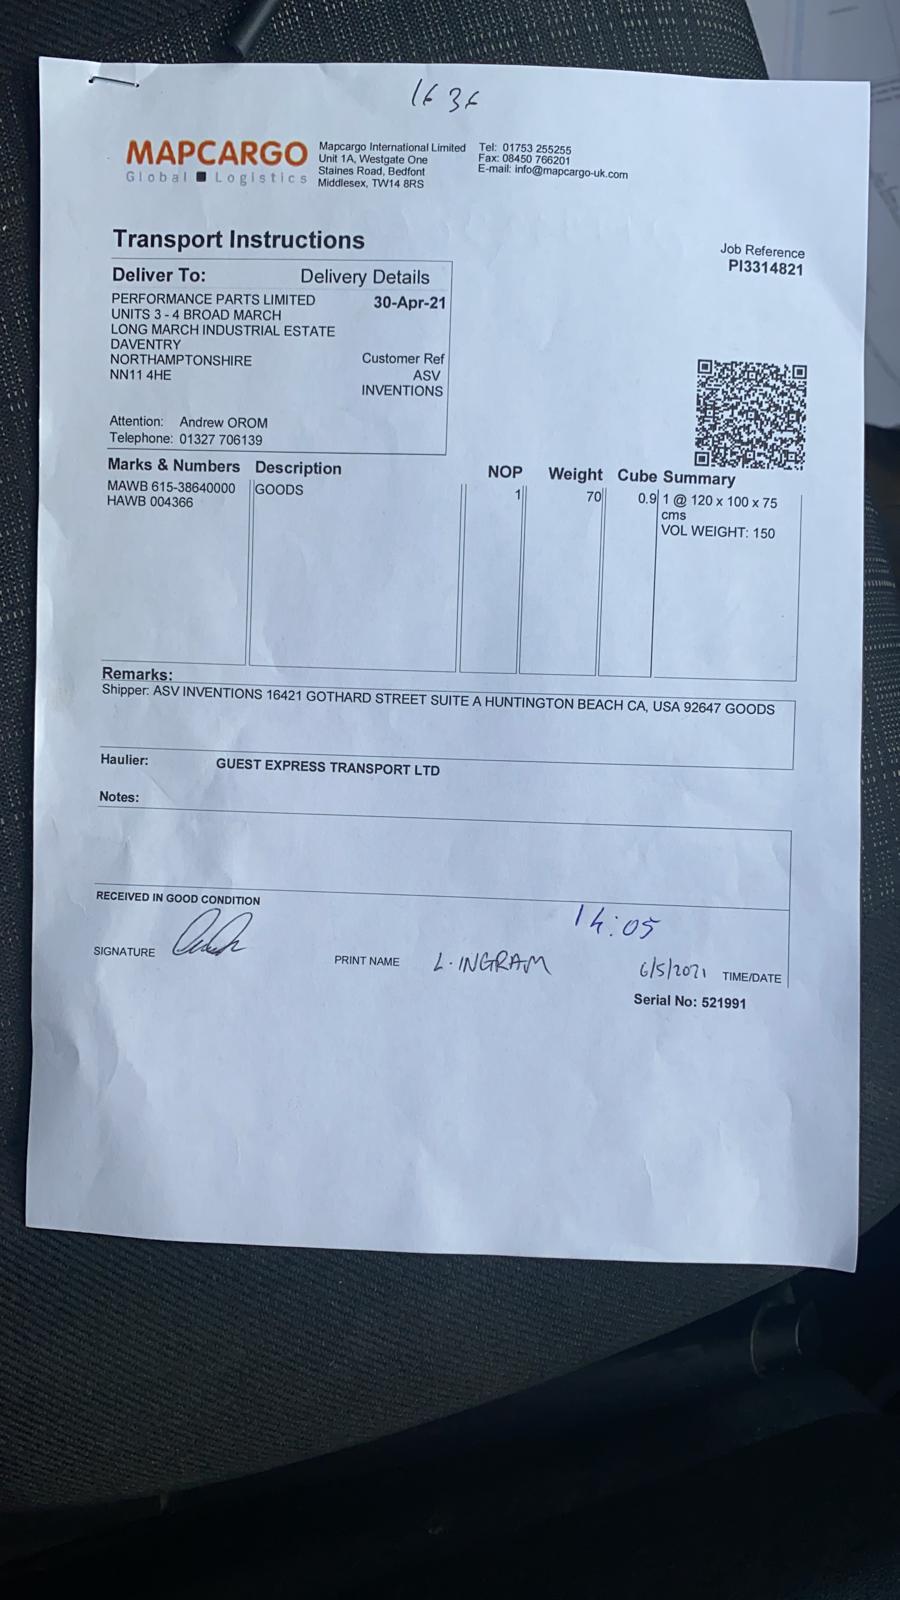 1636
MAPCARGO
Global Logistics
Mapcargo International Limited
Unit 1A, Westgate One
Staines Road, Bedfont
Middlesex, TW14 8RS
Tel: 01753 255255
Fax: 08450 766201
E-mail: info@mapcargo-uk.com
Transport Instructions
Job Reference
PI3314821
Deliver To: Delivery Details
PERFORMANCE PARTS LIMITED 30-Apr-21
UNITS 3 - 4 BROAD MARCH
LONG MARCH INDUSTRIAL ESTATE
DAVENTRY
NORTHAMPTONSHIRE Customer Ref
NN11 4HE ASV
INVENTIONS
Attention: Andrew OROM
Telephone: 01327 706139
Marks & Numbers Description NOP Weight Cube Summary
MAWB 615-38640000 GOODS 1 70 0.9 1 @ 120 x 100 x 75
HAWB 004366 cms
VOL WEIGHT: 150
Remarks:
Shipper: ASV INVENTIONS 16421 GOTHARD STREET SUITE A HUNTINGTON BEACH CA, USA 92647 GOODS
Haulier: GUEST EXPRESS TRANSPORT LTD
Notes:
RECEIVED IN GOOD CONDITION
14:05
SIGNATURE PRINT NAME L. INGRAM 6/5/2021 TIME/DATE
Serial No: 521991